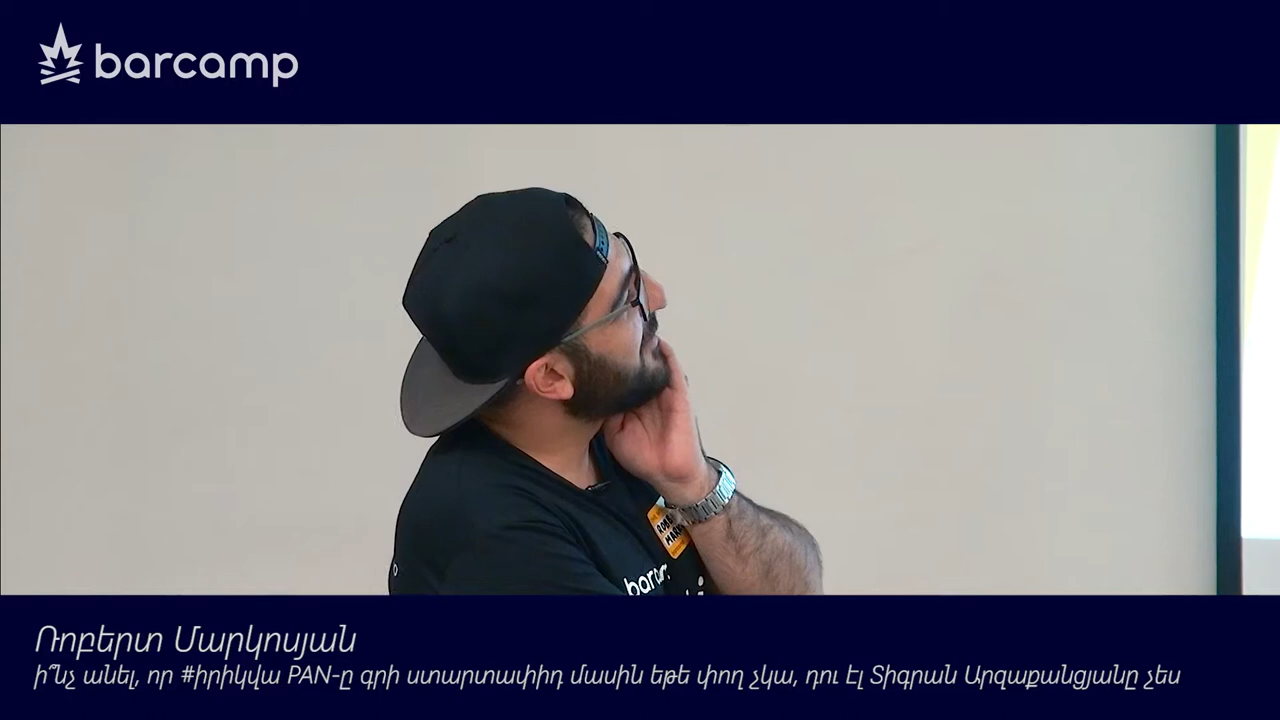 barcamp
Ռոբերտ Մարկոսյան
ի՞նչ անել, որ #իրիկվա PAN-ը գրի ստարտափիդ մասին եթե փող չկա, դու էլ Տիգրան Արզաքանցյանը չես